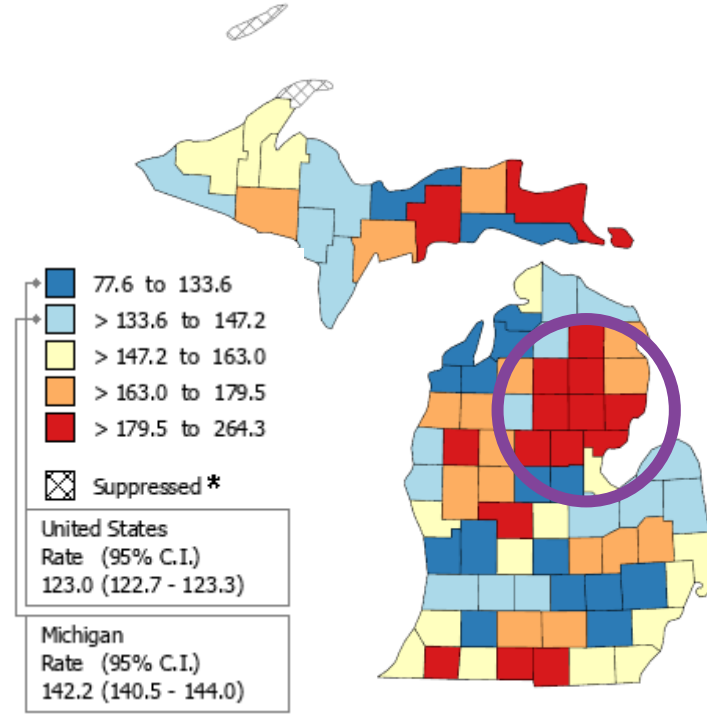 77.6 to 133.6
> 133.6 to 147.2
> 147.2 to 163.0
> 163.0 to 179.5
> 179.5 to 264.3
Suppressed *
United States
Rate (95% C.I.)
123.0 (122.7 - 123.3)
Michigan
Rate (95% C.I.)
142.2 (140.5 - 144.0)